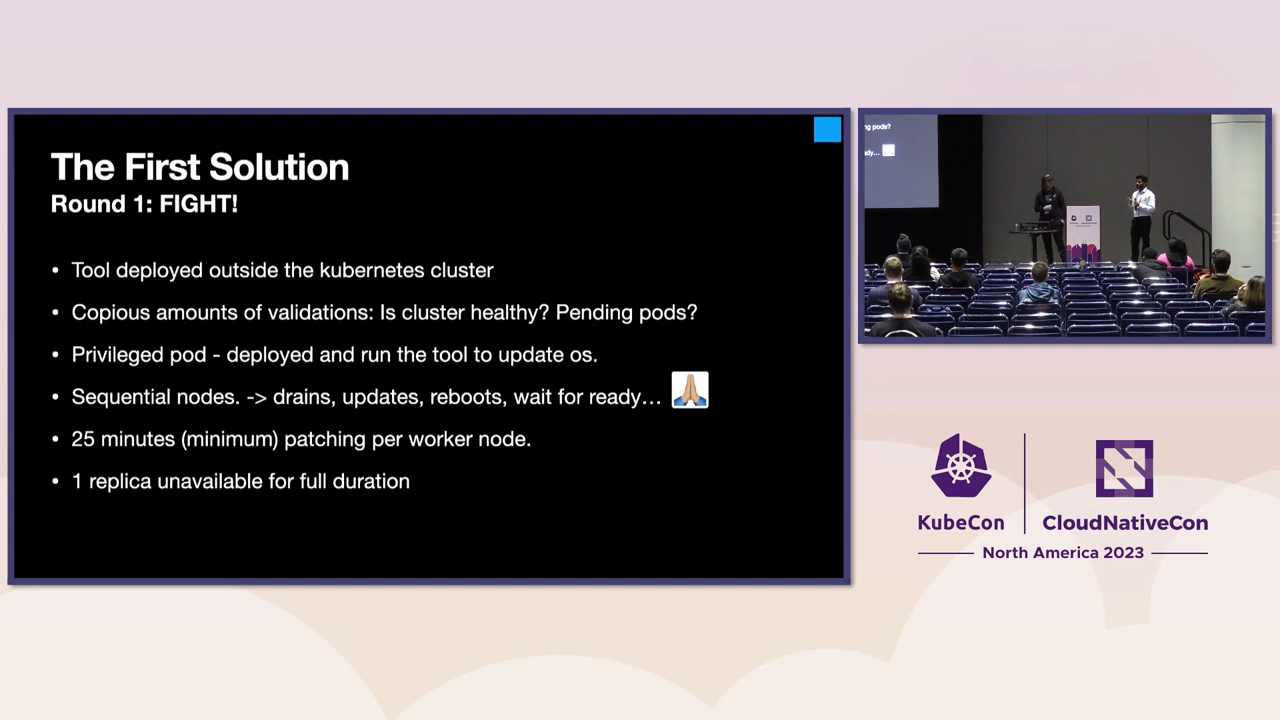 The First Solution
Round 1: FIGHT!
• Tool deployed outside the kubernetes cluster
• Copious amounts of validations: Is cluster healthy? Pending pods?
• Privileged pod - deployed and run the tool to update os.
• Sequential nodes. -> drains, updates, reboots, wait for ready… 🙏
• 25 minutes (minimum) patching per worker node.
• 1 replica unavailable for full duration
ng pods?
dy…
KubeCon
CloudNativeCon
North America 2023